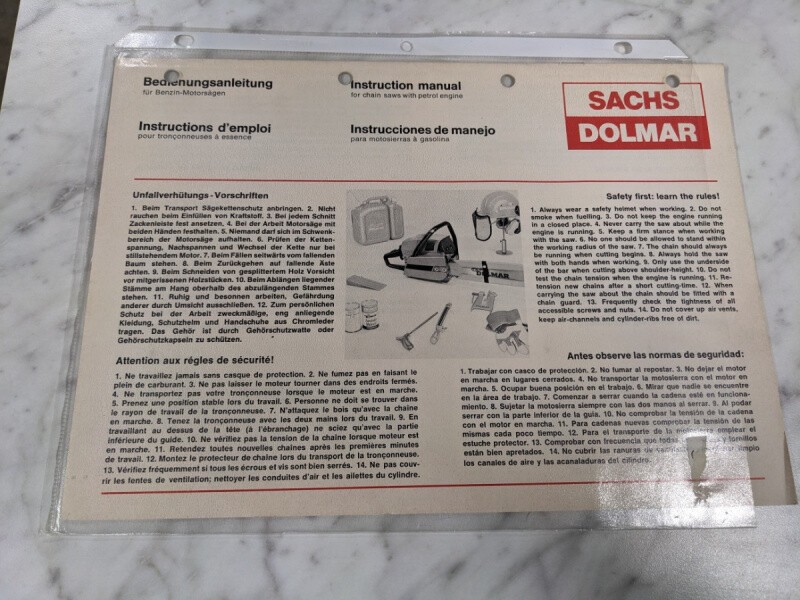 Bedienungsanleitung
für Benzin-Motorsägen
Instruction manual
for chain saws with petrol engine
SACHS
DOLMAR
Instructions d'emploi
pour tronçonneuses à essence
Instrucciones de manejo
para motosierras à gasolina
Unfallverhütungs-Vorschriften
1. Beim Transport Sägekettenschutz anbringen. 2. Nicht
rauchen beim Einfüllen von Kraftstoff. 3. Bei jedem Schnitt
Zackenleiste fest ansetzen. 4. Bei der Arbeit Motorsäge mit
beiden Händen festhalten. 5. Niemand darf sich im Schwenk-
bereich der Motorsäge aufhalten. 6. Prüfen der Ketten-
spannung, Nachspannen und Wechsel der Kette nur bei
stillstehendem Motor. 7. Beim Fällen seitwärts vom fallenden
Baum stehen. 8. Beim Zurückgehen auf fallende Äste
achten. 9. Beim Schneiden von gesplittertem Holz Vorsicht
vor mitgerissenen Holzstücken. 10. Beim Ablängen liegender
Stämme am Hang oberhalb des abzulängenden Stammes
stehen. 11. Ruhig und besonnen arbeiten, Gefährdung
anderer durch Umsicht ausschließen. 12. Zum persönlichen
Schutz bei der Arbeit zweckmäßige, eng anliegende
Kleidung, Schutzhelm und Handschuhe aus Chromleder
tragen. Das Gehör ist durch Gehörschutzwatte oder
Gehörschutzkapseln zu schützen.
DOLMAR
Safety first: learn the rules!
1. Always wear a safety helmet when working. 2. Do not
smoke when fuelling. 3. Do not keep the engine running
in a closed place. 4. Never carry the saw about while the
engine is running. 5. Keep a firm stance when working
with the saw. 6. No one should be allowed to stand within
the working radius of the saw. 7. The chain should always
be running when cutting begins. 8. Always hold the saw
with both hands when working. 9. Only use the underside
of the bar when cutting above shoulder-height. 10. Do not
test the chain tension when the engine is running. 11. Re-
tension new chains after a short cutting-time. 12. When
carrying the saw about the chain should be fitted with a
chain guard. 13. Frequently check the tightness of all
accessible screws and nuts. 14. Do not cover up air vents,
keep air-channels and cylinder-ribs free of dirt.
Attention aux régles de sécurité!
1. Ne travaillez jamais sans casque de protection. 2. Ne fumez pas en faisant le
plein de carburant. 3. Ne pas laisser le moteur tourner dans des endroits fermés.
4. Ne transportez pas votre tronçonneuse lorsque le moteur est en marche.
5. Prenez une position stable lors du travail. 6. Personne ne doit se trouver dans
le rayon de travail de la tronçonneuse. 7. N'attaquez le bois qu'avec la chaine
en marche. 8. Tenez la tronçonneuse avec les deux mains lors du travail. 9. En
travaillant au dessus de la tête (à l'ébranchage) ne sciez qu'avec la partie
inférieure du guide. 10. Ne vérifiez pas la tension de la chaîne lorsque moteur est
en marche. 11. Retendez toutes nouvelles chaînes après les premières minutes
de travail. 12. Montez le protecteur de chaîne lors du transport de la tronçonneuse.
13. Vérifiez fréquemment si tous les écrous et vis sont bien serrés. 14. Ne pas couv-
rir les fentes de ventilation; nettoyer les conduites d'air et les ailettes du cylindre.
Antes observe las normas de seguridad:
1. Trabajar con casco de protección. 2. No fumar al repostar. 3. No dejar el motor
en marcha en lugares cerrados. 4. No transportar la motosierra con el motor en
marcha. 5. Ocupar buena posición en el trabajo. 6. Mirar que nadie se encuentre
en la área de trabajo. 7. Comenzar a serrar cuando la cadena esté en funciona-
miento. 8. Sujetar la motosierra siempre con las dos manos al serrar. 9. Al podar
serrar con la parte inferior de la guía. 10. No comprobar la tensión de la cadena
con el motor en marcha. 11. Para cadenas nuevas comprobar la tensión de las
mismas cada poco tiempo. 12. Para el transporte de la motosierra emplear el
estuche protector. 13. Comprobar con frecuencia que todas y tornillos
están bien apretados. 14. No cubrir las ranuras de limpio
los canales de aire y las acanaladuras del cilindro.